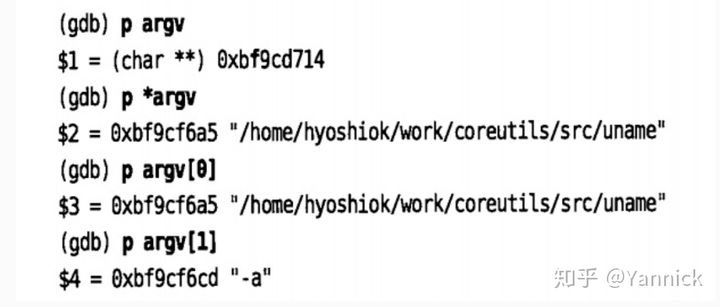 (gdb) p argv
$1 = (char **) 0xbf9cd714
(gdb) p *argv
$2 = 0xbf9cf6a5 "/home/hyoshiok/work/coreutils/src/uname"
(gdb) p argv[0]
$3 = 0xbf9cf6a5 "/home/hyoshiok/work/coreutils/src/uname"
(gdb) p argv[1]
$4 = 0xbf9cf6cd "-a"
知乎 @Yannick